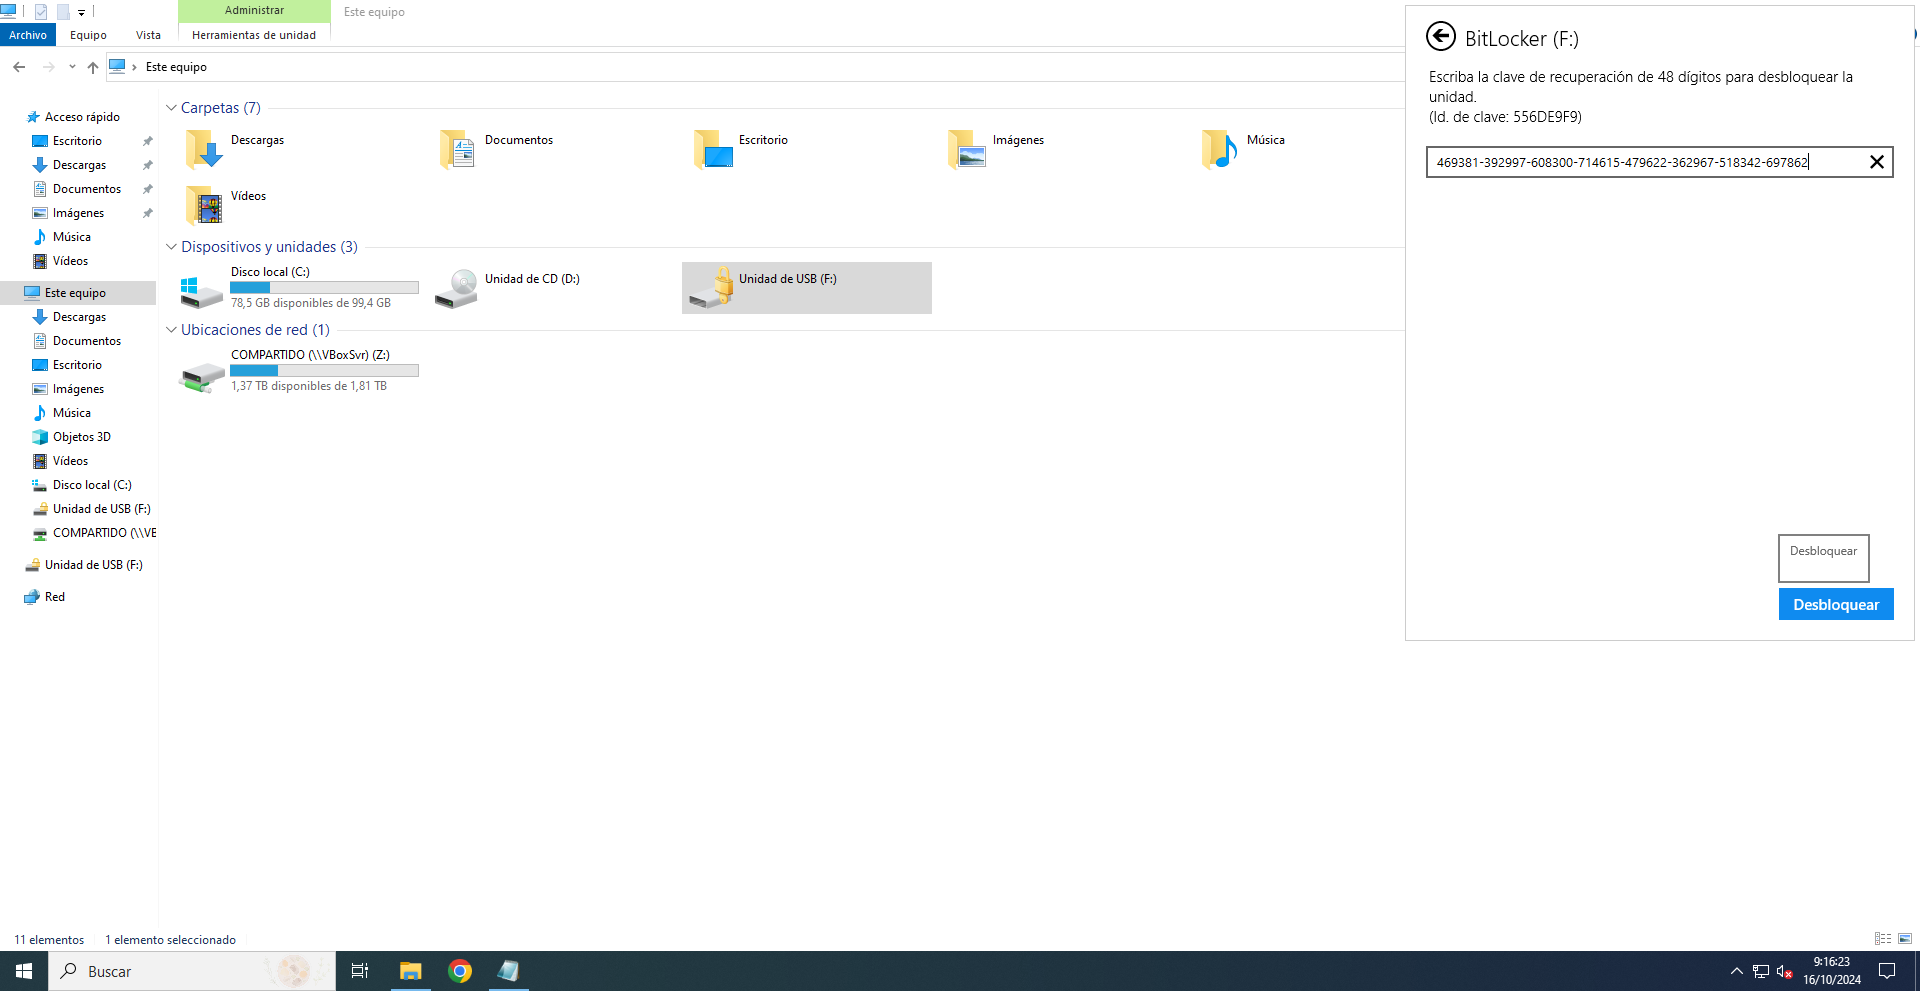 Administrar
Este equipo
Archivo
Equipo
Vista
Herramientas de unidad
Este equipo
Acceso rápido
Escritorio
Descargas
Documentos
Imágenes
Música
Vídeos
Este equipo
Descargas
Documentos
Escritorio
Imágenes
Música
Objetos 3D
Vídeos
Disco local (C:)
Unidad de USB (F:)
COMPARTIDO (\\VE
Unidad de USB (F:)
Red
Carpetas (7)
Descargas
Documentos
Escritorio
Imágenes
Música
Vídeos
Dispositivos y unidades (3)
Disco local (C:)
78,5 GB disponibles de 99,4 GB
Unidad de CD (D:)
Unidad de USB (F:)
Ubicaciones de red (1)
COMPARTIDO (\\VBoxSvr) (Z:)
1,37 TB disponibles de 1,81 TB
BitLocker (F:)
Escriba la clave de recuperación de 48 dígitos para desbloquear la
unidad.
(Id. de clave: 556DE9F9)
469381-392997-608300-714615-479622-362967-518342-697862
Desbloquear
Desbloquear
11 elementos
1 elemento seleccionado
Buscar
9:16:23
16/10/2024